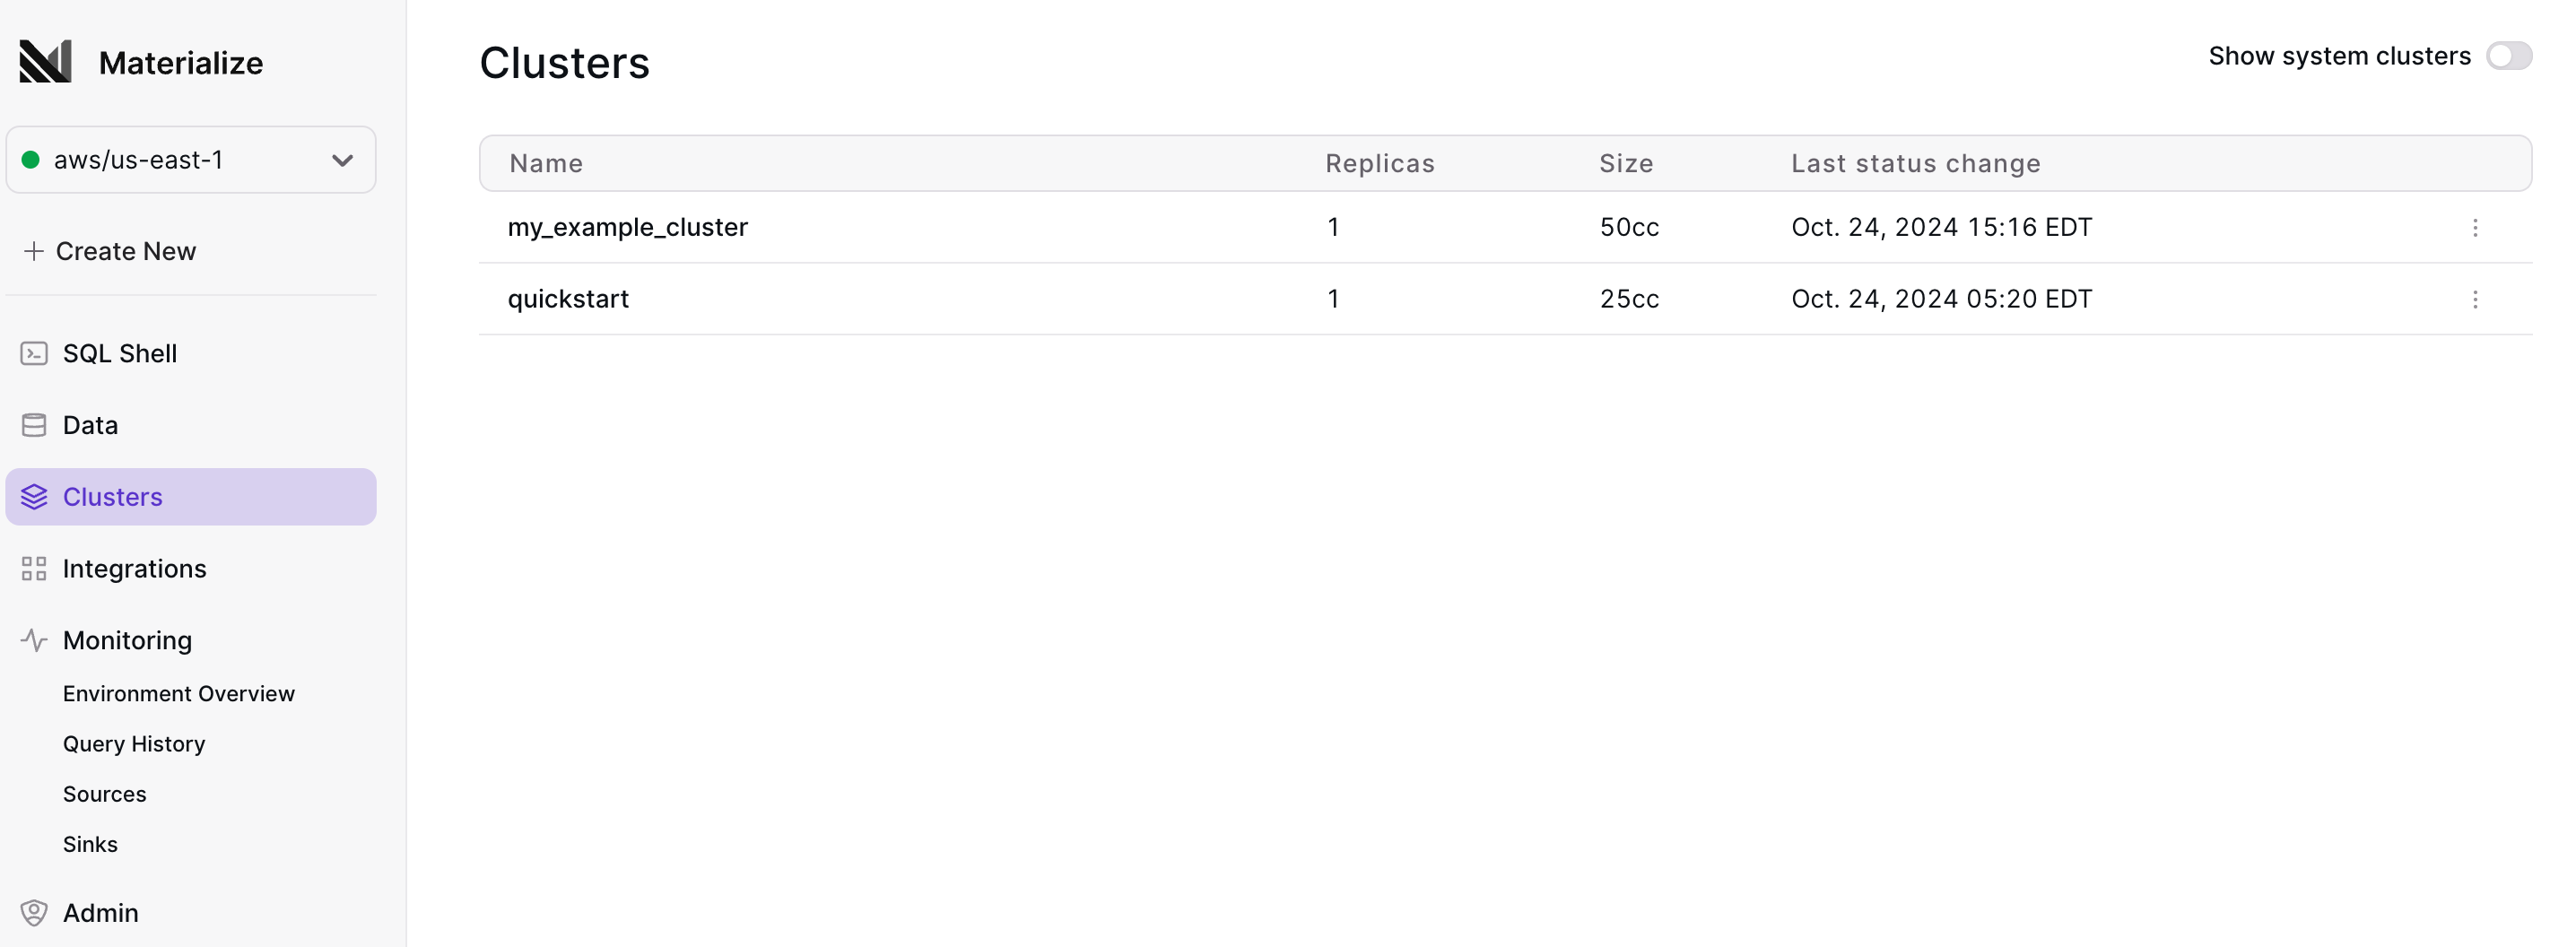 Materialize
aws/us-east-1
Create New
SQL Shell
Data
Clusters
Integrations
Monitoring
Environment Overview
Query History
Sources
Sinks
Admin
Clusters
Show system clusters
Name Replicas Size Last status change
my_example_cluster 1 50cc Oct. 24, 2024 15:16 EDT
quickstart 1 25cc Oct. 24, 2024 05:20 EDT